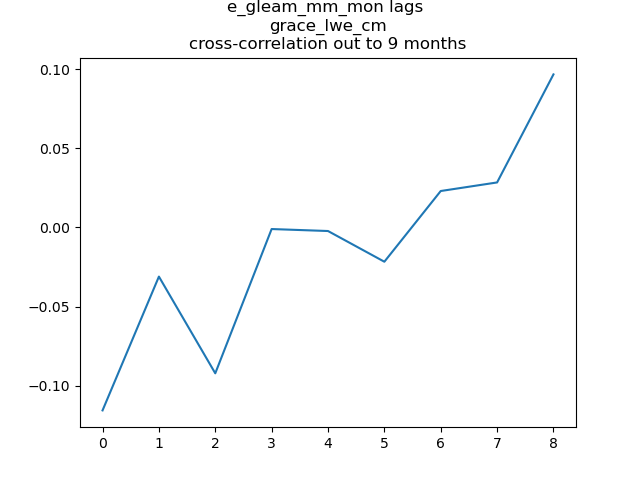 e_gleam_mm_mon lags
grace_lwe_cm
cross-correlation out to 9 months
0.10
0.05
0.00
−0.05
−0.10
0 1 2 3 4 5 6 7 8